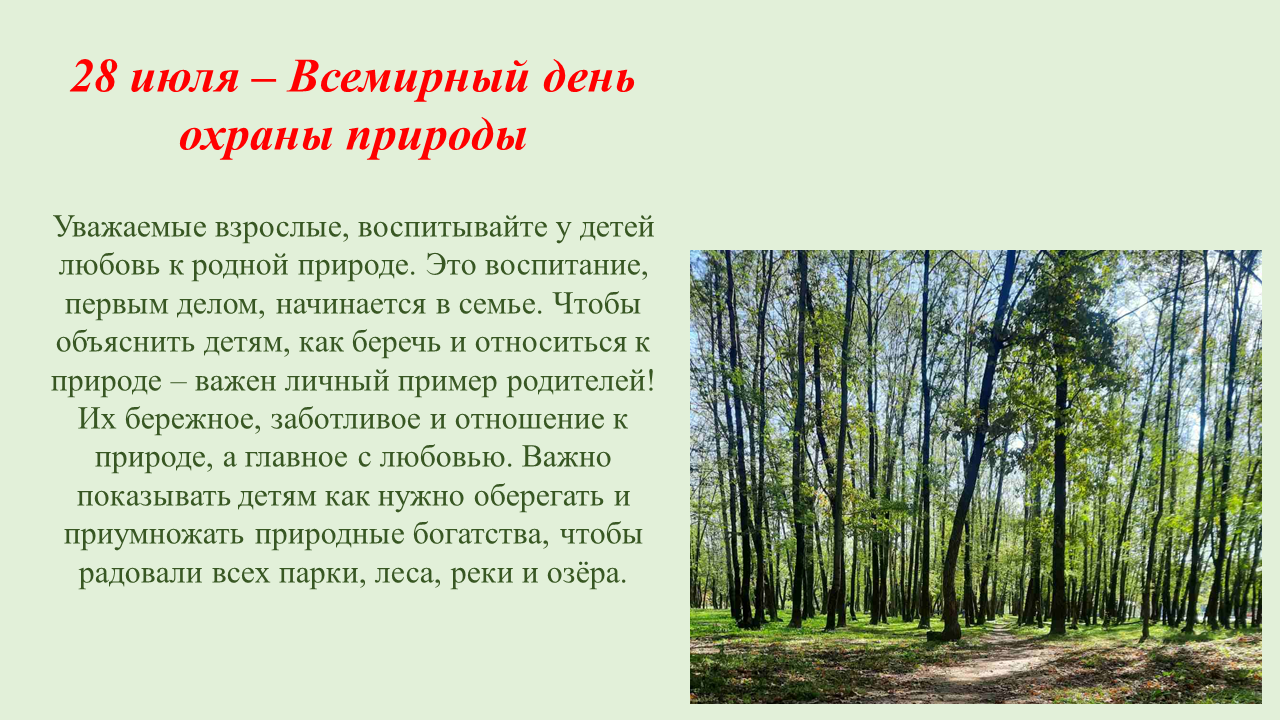 28 июля – Всемирный день
охраны природы
Уважаемые взрослые, воспитывайте у детей
любовь к родной природе. Это воспитание,
первым делом, начинается в семье. Чтобы
объяснить детям, как беречь и относиться к
природе – важен личный пример родителей!
Их бережное, заботливое и отношение к
природе, а главное с любовью. Важно
показывать детям как нужно оберегать и
приумножать природные богатства, чтобы
радовали всех парки, леса, реки и озёра.